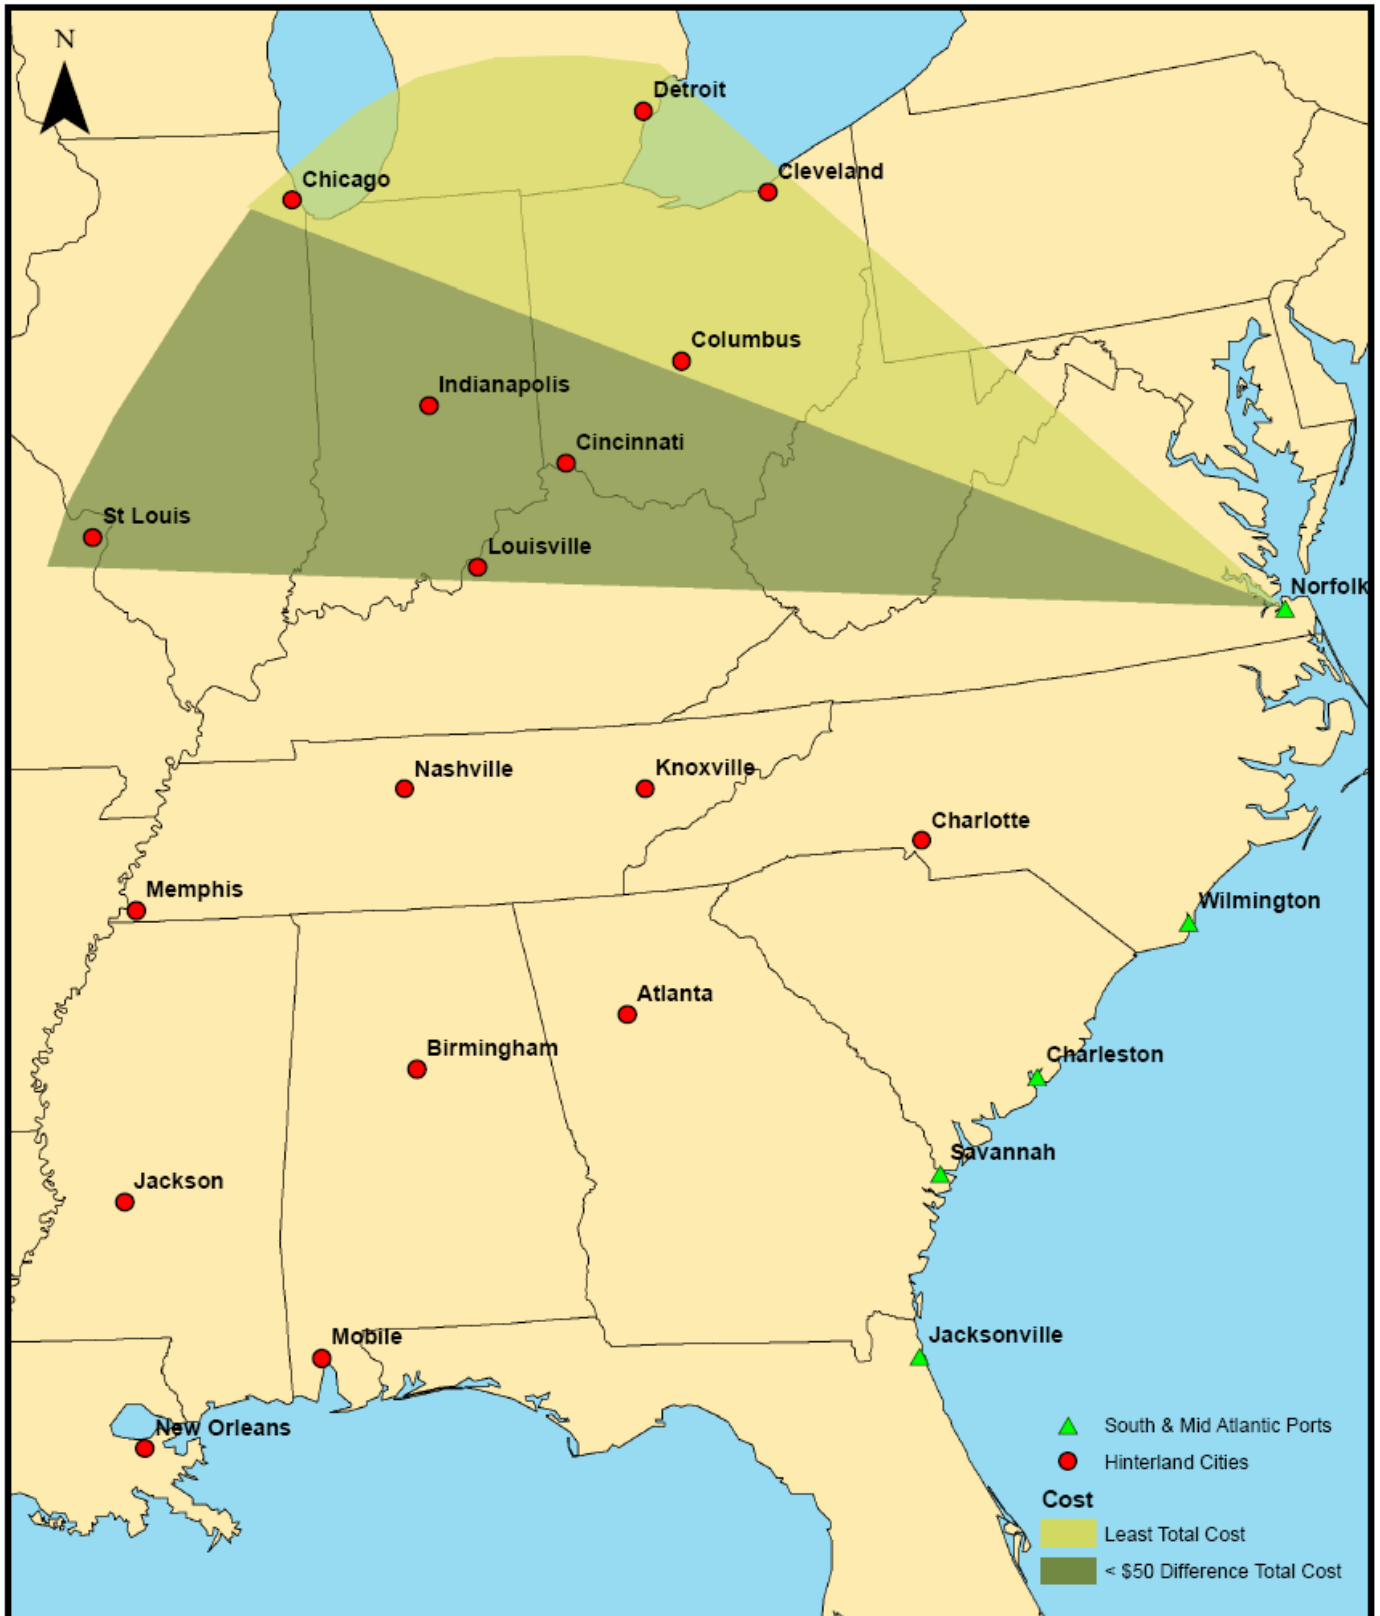 N
Detroit
Cleveland
Chicago
Columbus
Indianapolis
Cincinnati
St Louis
Louisville
Norfolk
Nashville
Knoxville
Charlotte
Memphis
Wilmington
Atlanta
Birmingham
Charleston
Savannah
Jackson
Jacksonville
Mobile
New Orleans
South & Mid Atlantic Ports
Hinterland Cities
Cost
Least Total Cost
< $50 Difference Total Cost